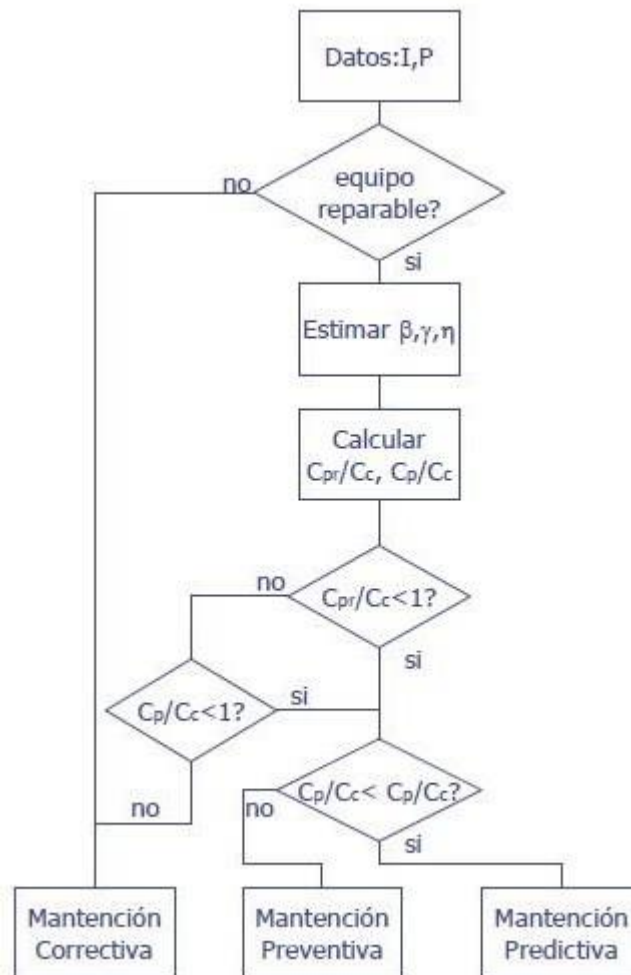 Datos:I,P
no
equipo
reparable?
si
Estimar β,γ,η
Calcular
Cpr/Cc, Cp/Cc
no
Cpr/Cc<1?
si
Cp/Cc<1?
si
no
Cp/Cc< Cp/Cc?
no
si
Mantención
Correctiva
Mantención
Preventiva
Mantención
Predictiva